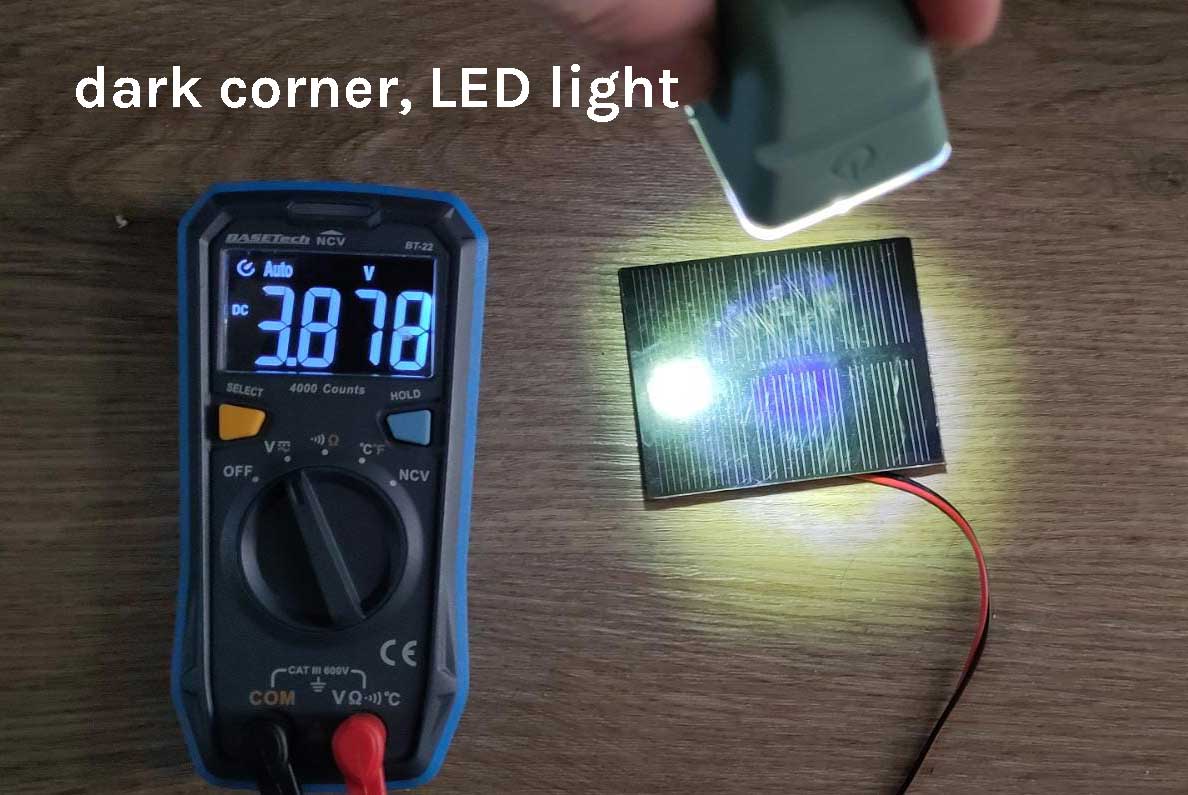 dark corner, LED light
BASETech NCV BT-22
Auto V
DC 3.878
SELECT 4000 Counts HOLD
V Ω °C°F
OFF NCV
CE
CAT III 600V
COM VΩ °C